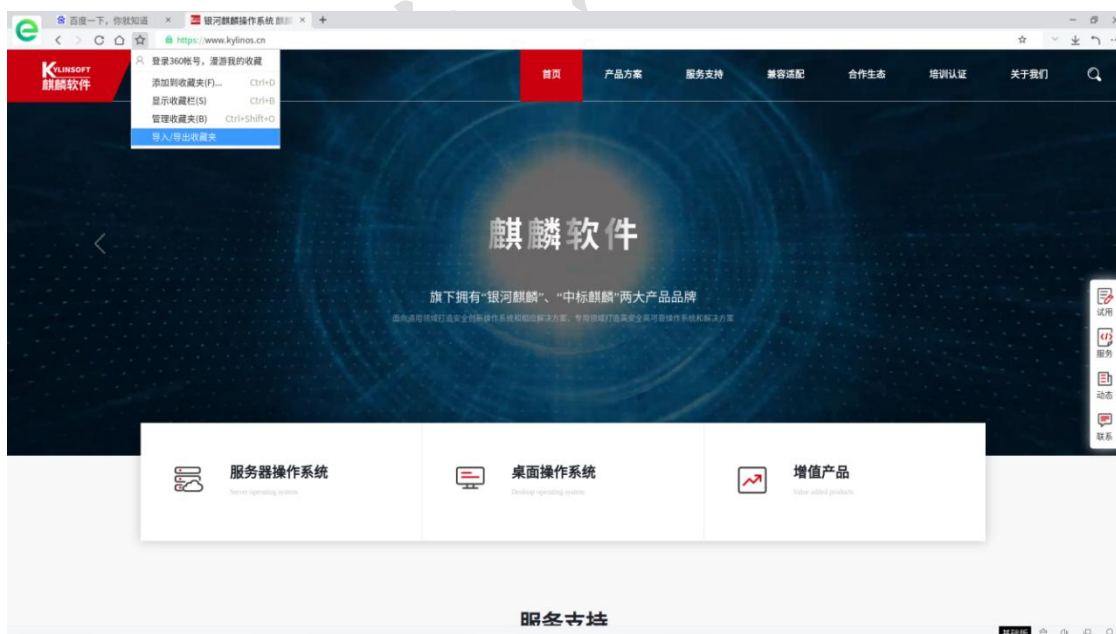 百度一下，你就知道 × 银河麒麟操作系统 麒麟 × +
https://www.kylinos.cn
登录360帐号，漫游我的收藏
添加到收藏夹(F)... Ctrl+D
显示收藏栏(S) Ctrl+B
管理收藏夹(B) Ctrl+Shift+O
导入/导出收藏夹
KYLINSOFT
麒麟软件
首页 产品方案 服务支持 兼容适配 合作生态 培训认证 关于我们
麒麟软件
旗下拥有“银河麒麟”、“中标麒麟”两大产品品牌
试用
服务
动态
联系
服务器操作系统
Server operating system
桌面操作系统
Desktop operating system
增值产品
Value added products
服务支持